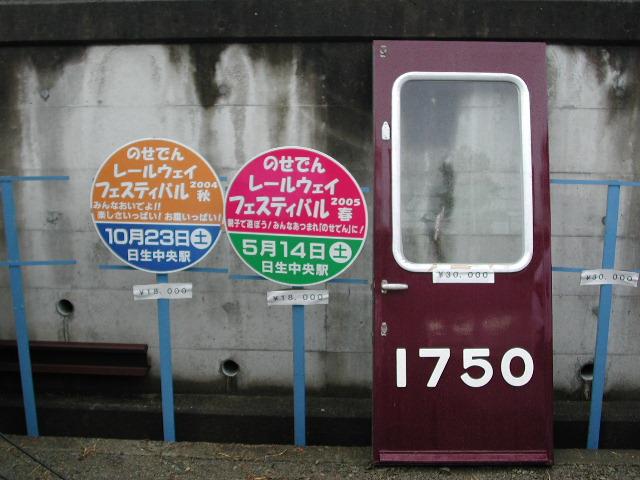 のせでん
レールウェイ
フェスティバル
2004
秋
みんなおいでよ!!
楽しさいっぱい!お腹いっぱい!
10月23日土
日生中央駅
¥18,000
のせでん
レールウェイ
フェスティバル
2005
春
親子で遊ぼう!みんなあつまれ「のせでん」に!
5月14日土
日生中央駅
¥18,000
¥30,000
1750
¥30,000